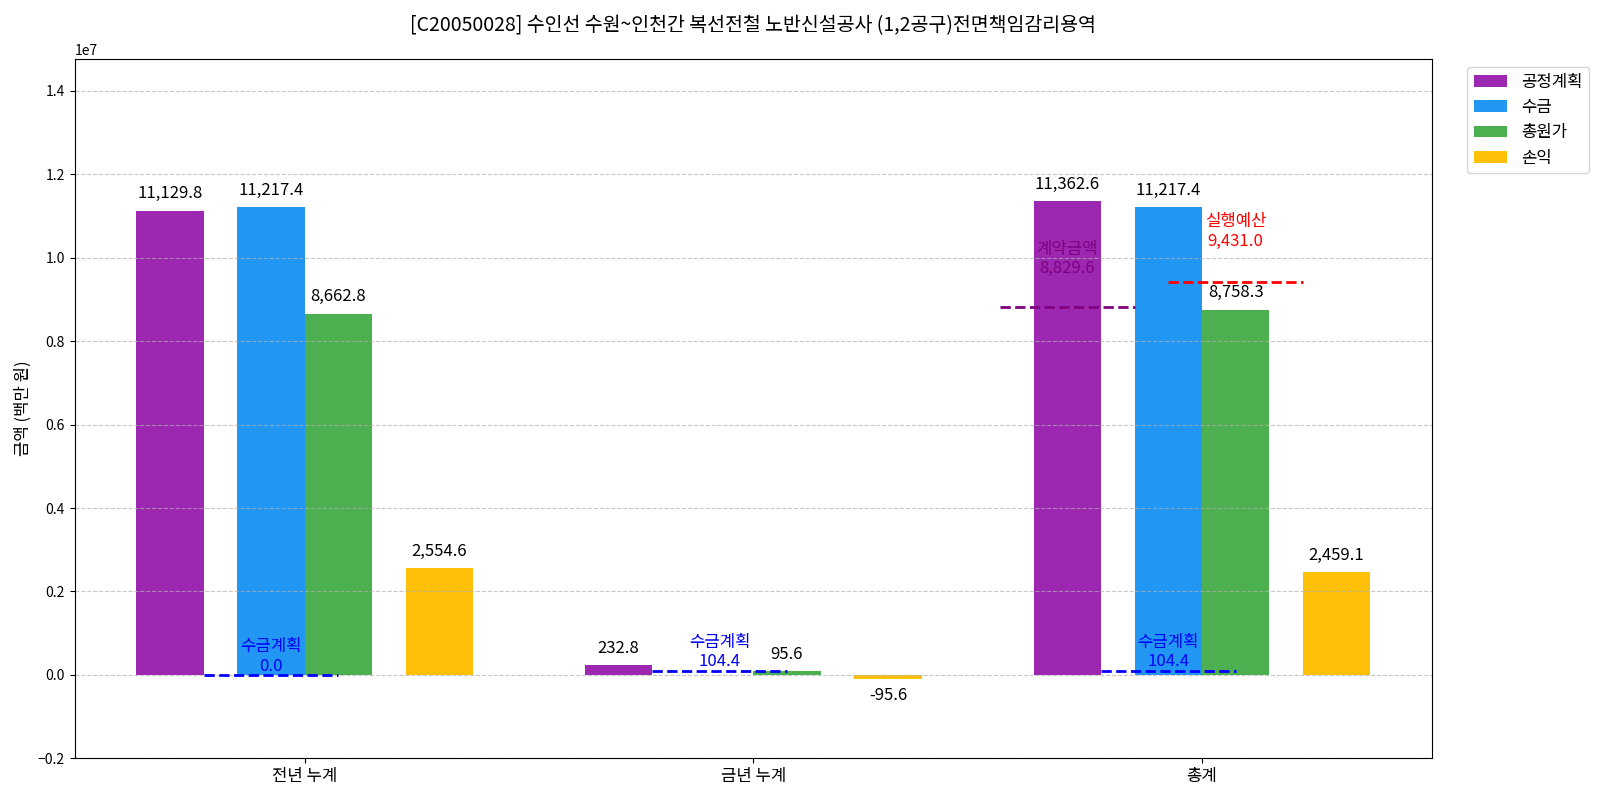 [C20050028] 수인선 수원~인천간 복선전철 노반신설공사 (1,2공구)전면책임감리용역
1e7
공정계획
수금
총원가
손익
금액 (백만 원)
1.4
1.2
1.0
0.8
0.6
0.4
0.2
0.0
−0.2
11,129.8
11,217.4
8,662.8
2,554.6
수금계획
0.0
232.8
수금계획
104.4
95.6
-95.6
11,362.6
11,217.4
실행예산
9,431.0
계약금액
8,829.6
8,758.3
2,459.1
수금계획
104.4
전년 누계
금년 누계
총계